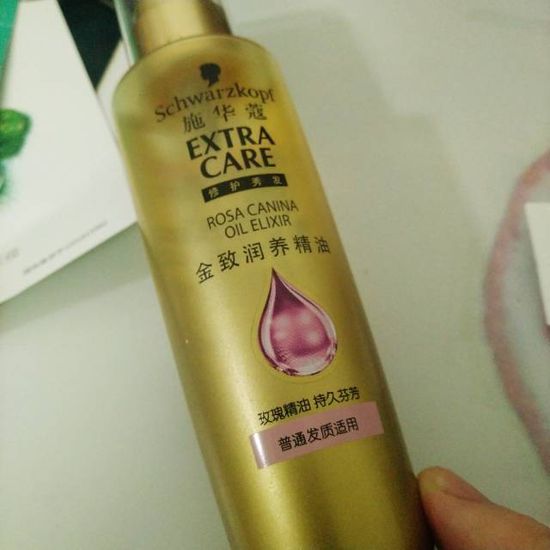 Schwarzkopf
施华蔻
EXTRA
CARE
修护秀发
ROSA CANINA
OIL ELIXIR
金致润养精油
玫瑰精油 持久芬芳
普通发质适用